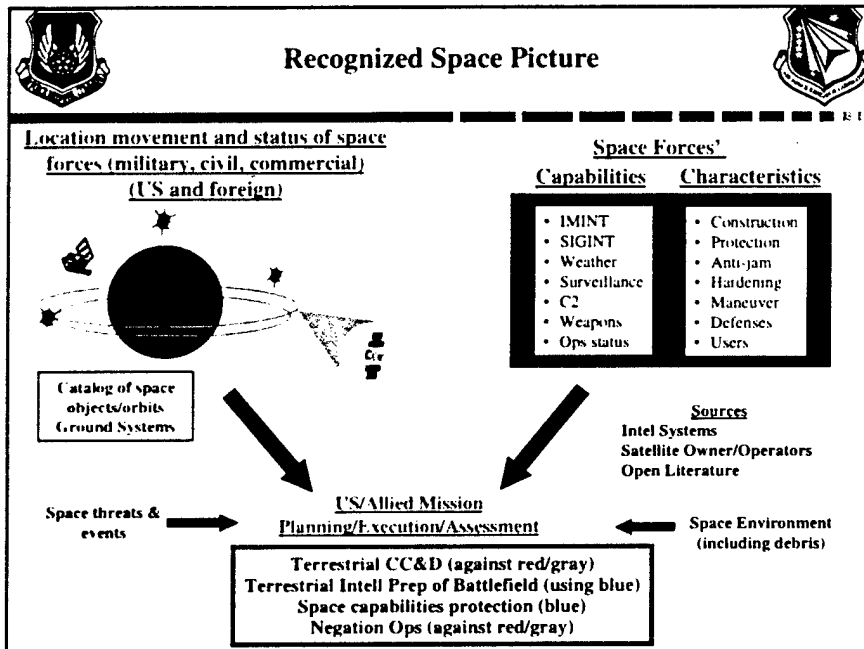 Recognized Space Picture
Location movement and status of space
forces (military, civil, commercial)
(US and foreign)
Catalog of space
objects/orbits
Ground Systems
Space Forces'
Capabilities
Characteristics
• IMINT
• SIGINT
• Weather
• Surveillance
• C2
• Weapons
• Ops status
• Construction
• Protection
• Anti-jam
• Hardening
• Maneuver
• Defenses
• Users
Sources
Intel Systems
Satellite Owner/Operators
Open Literature
Space threats &
events
US/Allied Mission
Planning/Execution/Assessment
Space Environment
(including debris)
Terrestrial CC&D (against red/gray)
Terrestrial Intell Prep of Battlefield (using blue)
Space capabilities protection (blue)
Negation Ops (against red/gray)